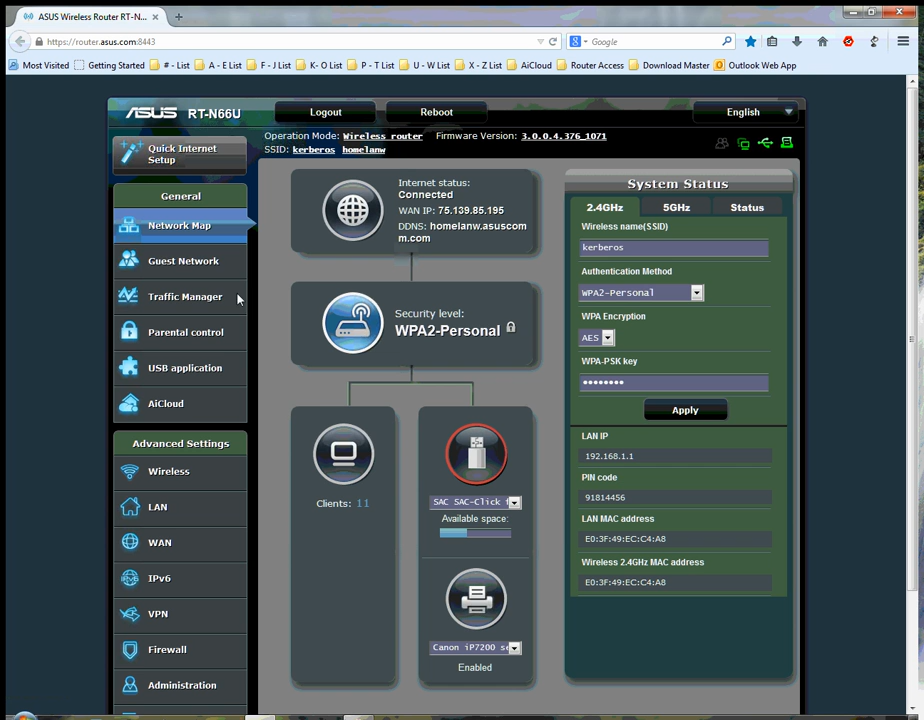 ASUS Wireless Router RT-N... × +
https://router.asus.com:8443
Google
Most Visited Getting Started # - List A - E List F - J List K- O List P - T List U - W List X - Z List AiCloud Router Access Download Master Outlook Web App
ASUS RT-N66U Logout Reboot English
Operation Mode: Wireless router Firmware Version: 3.0.0.4.376_1071
SSID: kerberos homelanw
Quick Internet
Setup
General
Network Map
Guest Network
Traffic Manager
Parental control
USB application
AiCloud
Advanced Settings
Wireless
LAN
WAN
IPv6
VPN
Firewall
Administration
Internet status:
Connected
WAN IP: 75.139.85.195
DDNS: homelanw.asuscom
m.com
Security level:
WPA2-Personal
Clients: 11
SAC SAC-Click
Available space:
Canon iP7200 se
Enabled
System Status
2.4GHz 5GHz Status
Wireless name(SSID)
kerberos
Authentication Method
WPA2-Personal
WPA Encryption
AES
WPA-PSK key
••••••••
Apply
LAN IP
192.168.1.1
PIN code
91814456
LAN MAC address
E0:3F:49:EC:C4:A8
Wireless 2.4GHz MAC address
E0:3F:49:EC:C4:A8